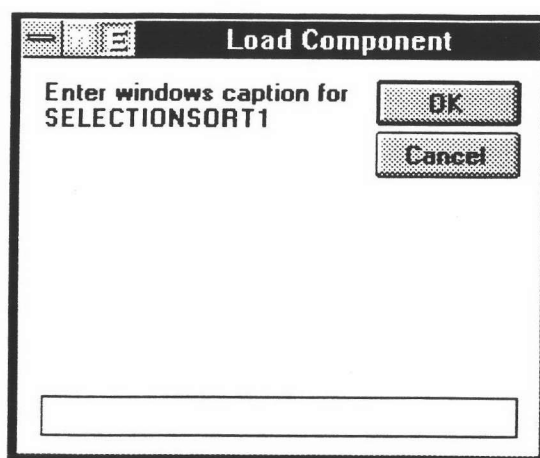 Load Component
Enter windows caption for
SELECTIONSORT1
OK
Cancel